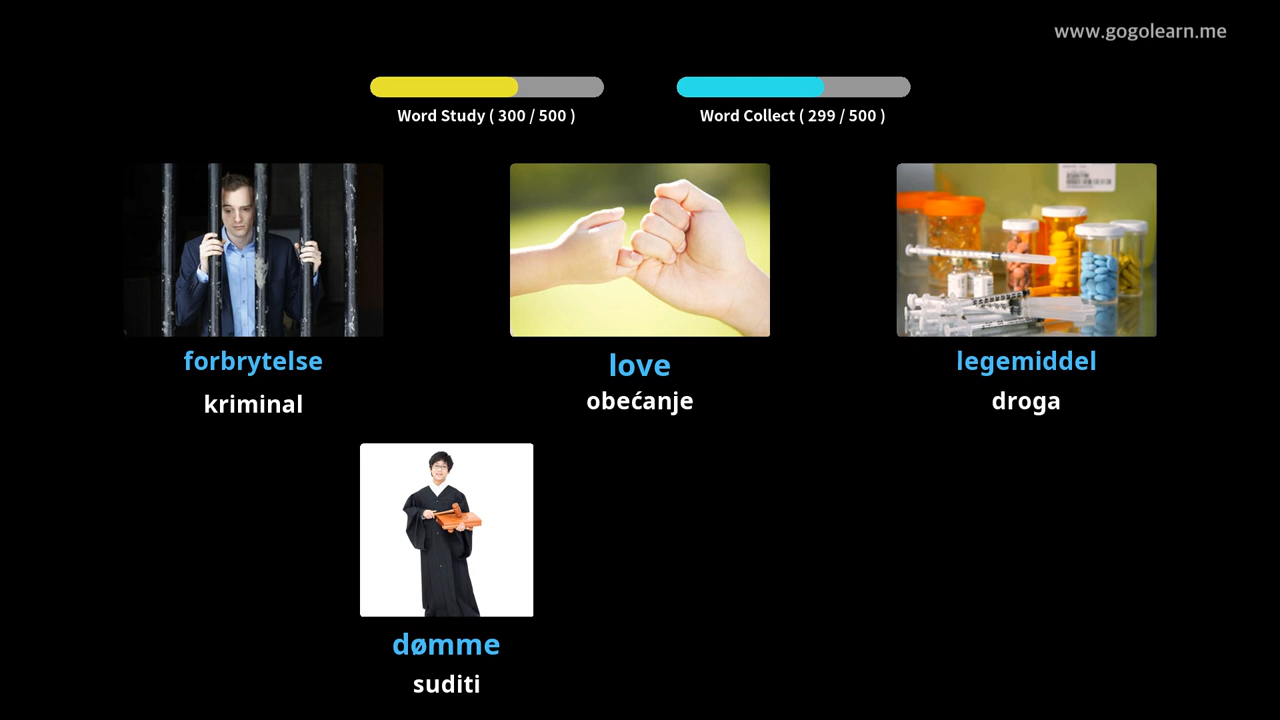 www.gogolearn.me
Word Study ( 300 / 500 )
Word Collect ( 299 / 500 )
forbrytelse
kriminal
love
obećanje
legemiddel
droga
dømme
suditi